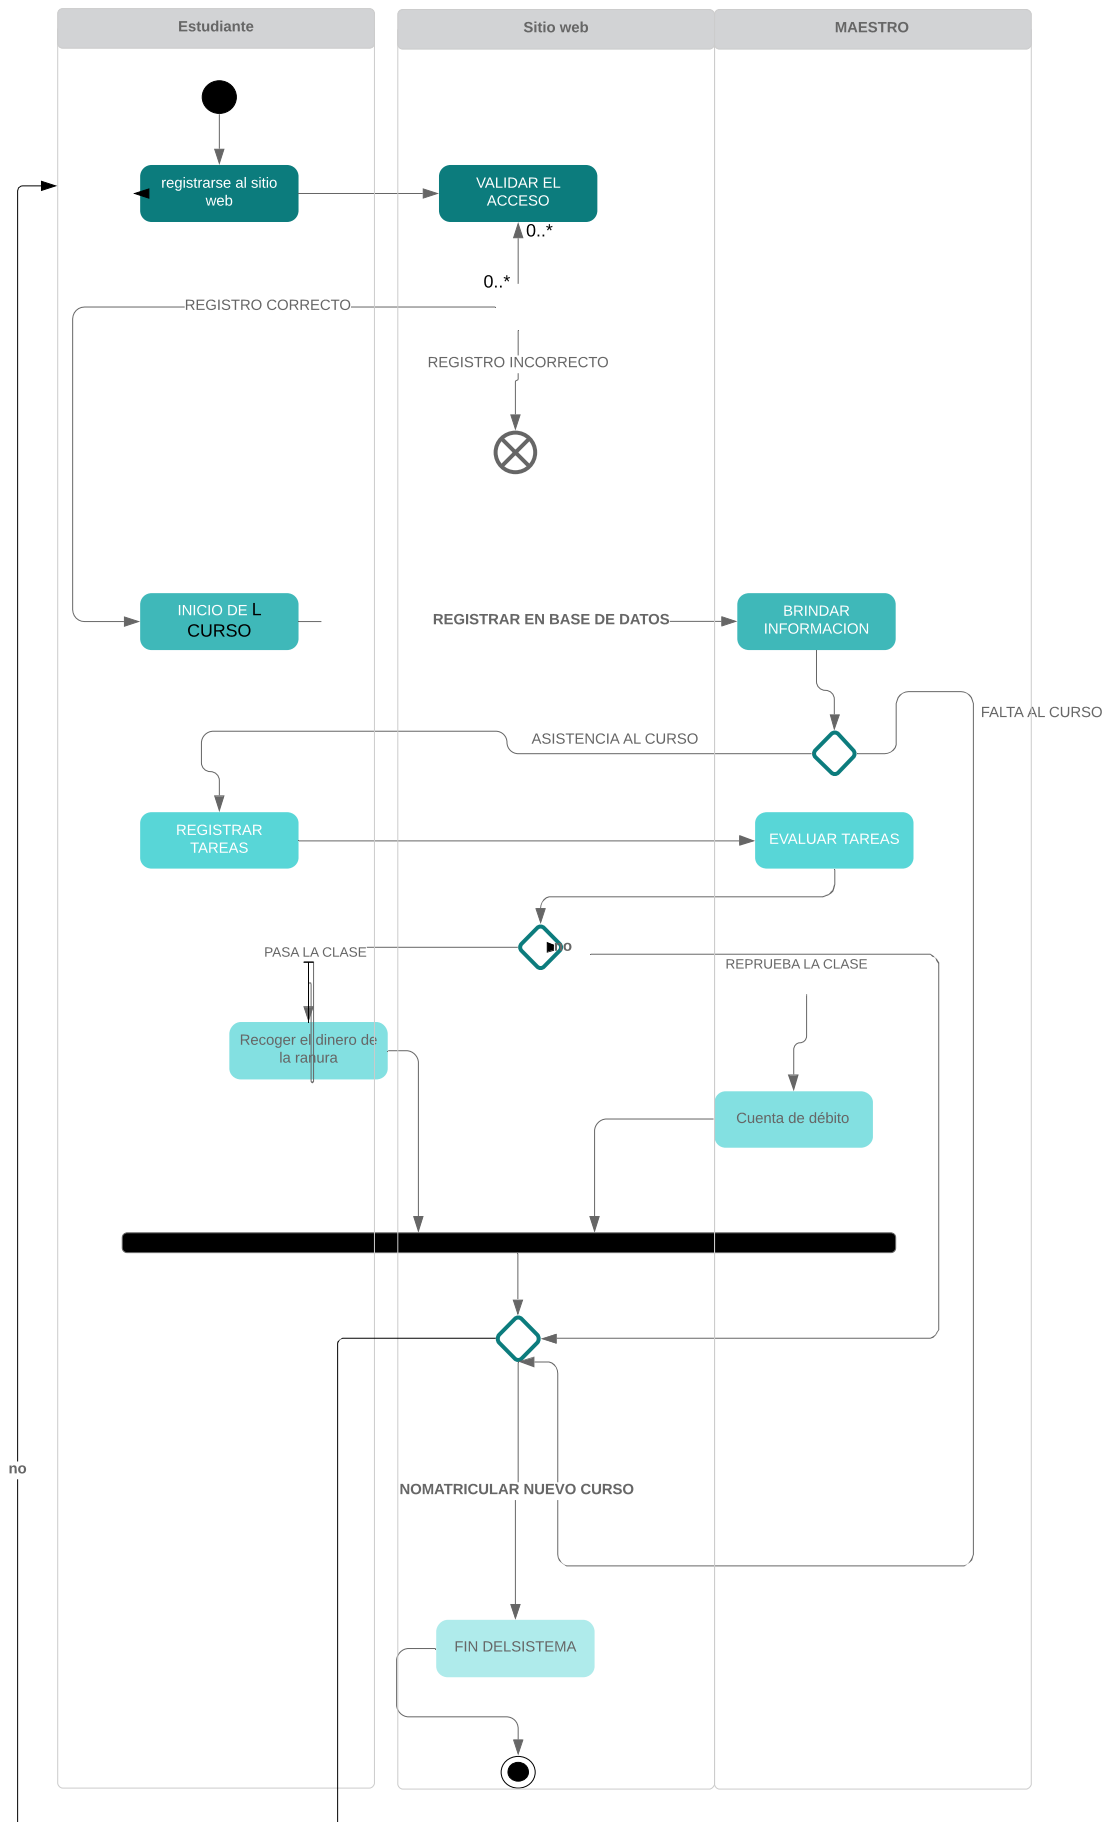 Estudiante
Sitio web
MAESTRO
registrarse al sitio
web
VALIDAR EL
ACCESO
0..*
0..*
REGISTRO CORRECTO
REGISTRO INCORRECTO
INICIO DE L
CURSO
REGISTRAR EN BASE DE DATOS
BRINDAR
INFORMACION
FALTA AL CURSO
ASISTENCIA AL CURSO
REGISTRAR
TAREAS
EVALUAR TAREAS
no
PASA LA CLASE
REPRUEBA LA CLASE
Recoger el dinero de
la ranura
Cuenta de débito
no
NOMATRICULAR NUEVO CURSO
FIN DELSISTEMA